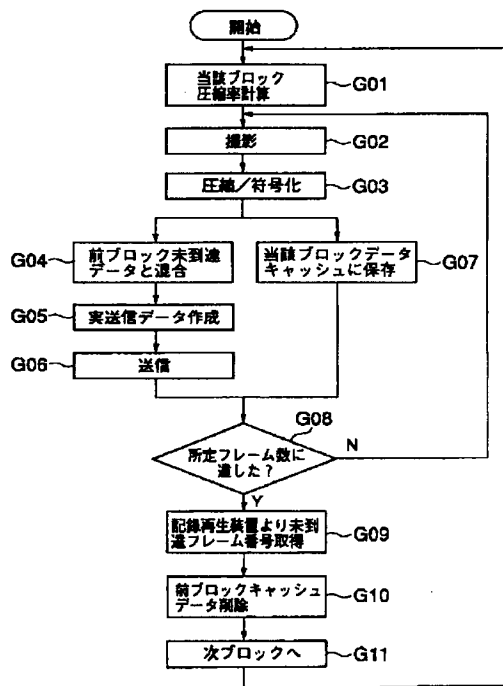 開始
当該ブロック
圧縮率計算
G01
撮影
G02
圧縮／符号化
G03
G04
前ブロック未到達
データと混合
当該ブロックデータ
キャッシュに保存
G07
G05
実送信データ作成
G06
送信
G08
所定フレーム数に
達した？
N
Y
記録再生装置より未到
達フレーム番号取得
G09
前ブロックキャッシュ
データ削除
G10
次ブロックへ
G11